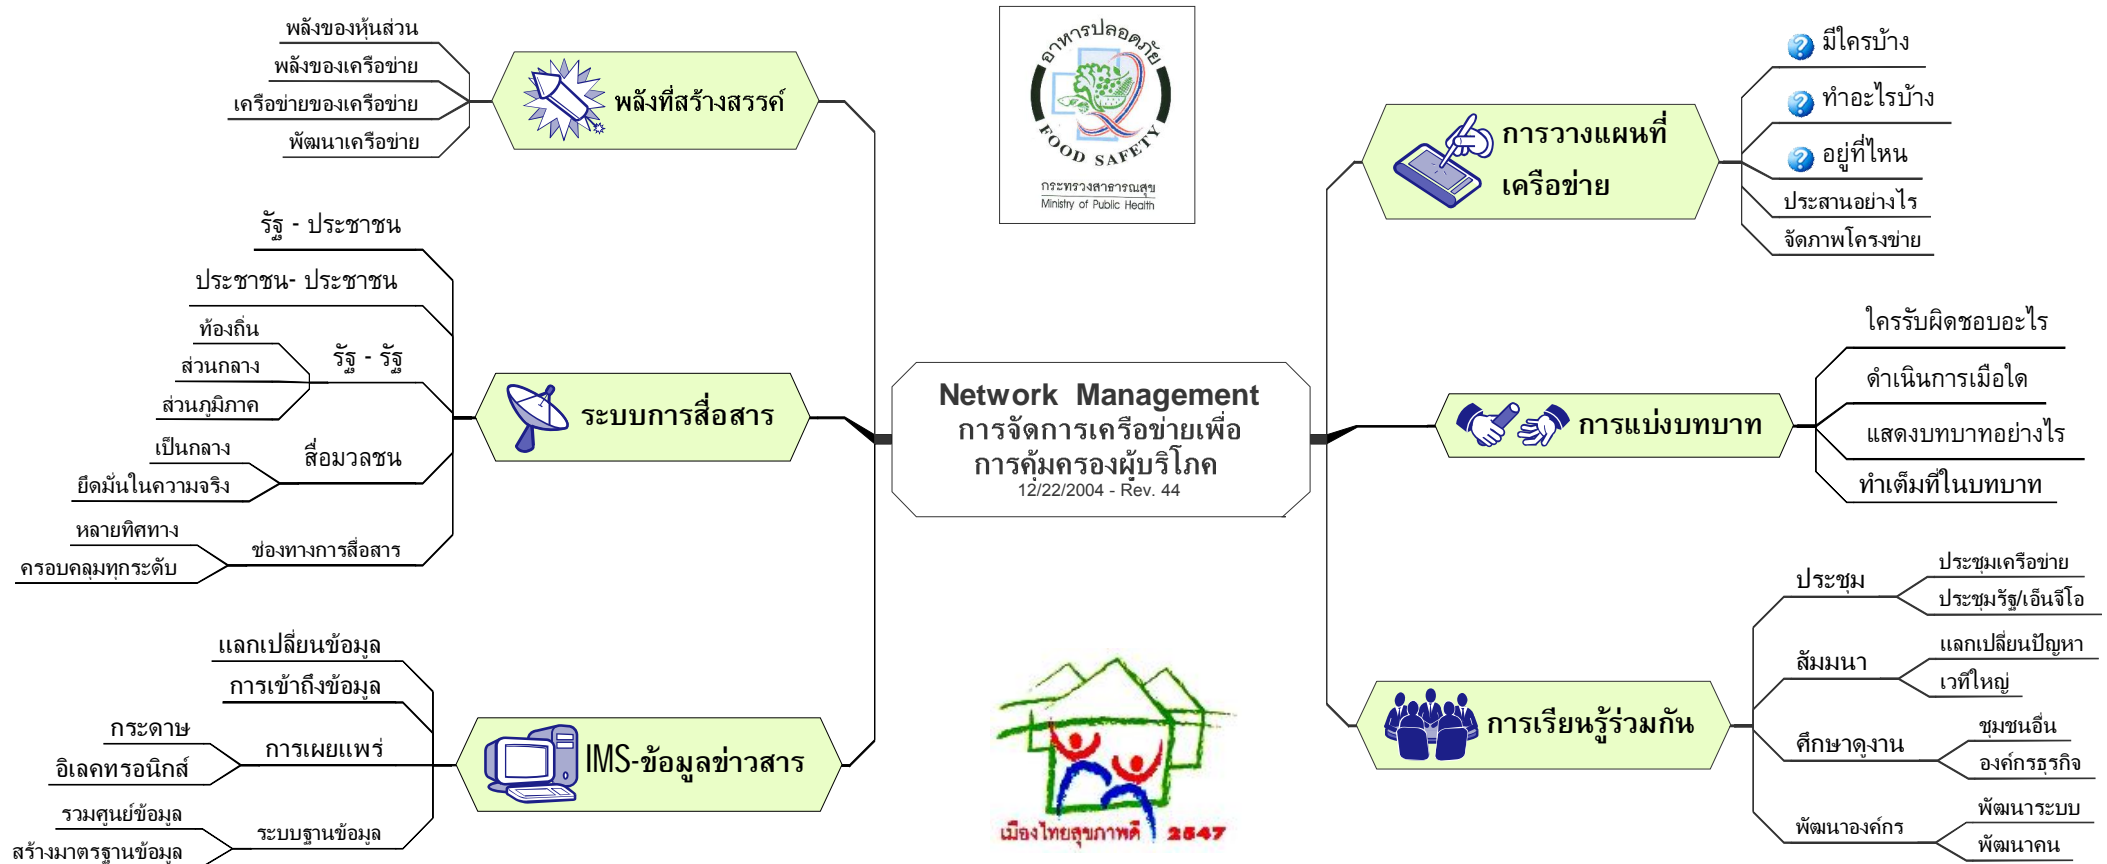 พลังของหุ้นส่วน
พลังของเครือข่าย
เครือข่ายของเครือข่าย
พัฒนาเครือข่าย
พลังที่สร้างสรรค์
รัฐ - ประชาชน
ประชาชน- ประชาชน
ท้องถิ่น
ส่วนกลาง
ส่วนภูมิภาค
รัฐ - รัฐ
เป็นกลาง
ยึดมั่นในความจริง
สื่อมวลชน
หลายทิศทาง
ครอบคลุมทุกระดับ
ช่องทางการสื่อสาร
ระบบการสื่อสาร
แลกเปลี่ยนข้อมูล
การเข้าถึงข้อมูล
กระดาษ
อิเลคทรอนิกส์
การเผยแพร่
รวมศูนย์ข้อมูล
สร้างมาตรฐานข้อมูล
ระบบฐานข้อมูล
IMS-ข้อมูลข่าวสาร
อาหารปลอดภัย
FOOD SAFETY
กระทรวงสาธารณสุข
Ministry of Public Health
Network Management
การจัดการเครือข่ายเพื่อ
การคุ้มครองผู้บริโภค
12/22/2004 - Rev. 44
เมืองไทยสุขภาพดี 2547
การวางแผนที่
เครือข่าย
มีใครบ้าง
ทำอะไรบ้าง
อยู่ที่ไหน
ประสานอย่างไร
จัดภาพโครงข่าย
การแบ่งบทบาท
ใครรับผิดชอบอะไร
ดำเนินการเมื่อใด
แสดงบทบาทอย่างไร
ทำเต็มที่ในบทบาท
การเรียนรู้ร่วมกัน
ประชุม
ประชุมเครือข่าย
ประชุมรัฐ/เอ็นจีโอ
สัมมนา
แลกเปลี่ยนปัญหา
เวทีใหญ่
ศึกษาดูงาน
ชุมชนอื่น
องค์กรธุรกิจ
พัฒนาองค์กร
พัฒนาระบบ
พัฒนาคน